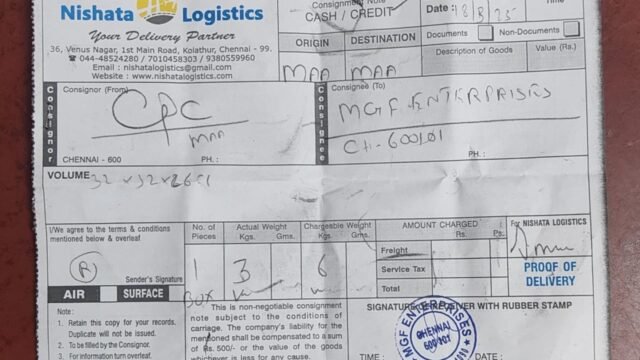 Nishata Logistics
Your Delivery Partner
36, Venus Nagar, 1st Main Road, Kolathur, Chennai - 99.
☎ 044-48524280 / 7010458303 / 9380559960
Email : nishatalogistics@gmail.com
Website : www.nishatalogistics.com
Consignment Note
CASH / CREDIT
ORIGIN DESTINATION
MAA MAA
Date : 18/3/25
Documents Non-Documents
Description of Goods Value (Rs.)
Consignor
Consignor (From)
CPC
MAA
CHENNAI - 600 PH. :
Consignee
Consignee (To)
MGF ENTERPRISES
CH-600101
PH. :
VOLUME
I/We agree to the terms & conditions
mentioned below & overleaf
(R)
Sender's Signature
AIR SURFACE
No. of Pieces
1
BOX
Actual Weight
Kgs. Gms.
3
Chargeable Weight
Kgs. Gms.
6
AMOUNT CHARGED
Rs. Ps.
Freight
Service Tax
Total
For NISHATA LOGISTICS
PROOF OF
DELIVERY
Note :
1. Retain this copy for your records.
Duplicate will not be issued.
2. To be filled by the Consignor.
3. For information turn overleaf.
This is non-negotiable consignment
note subject to the conditions of
carriage. The company's liability for the
mentioned shall be compensated to a sum
of Rs. 500/- or the value of the goods
whichever is less for any cause.
SIGNATURE RECEIVER WITH RUBBER STAMP
MGF ENTERPRISES
CHENNAI
600 101
TIME : DATE